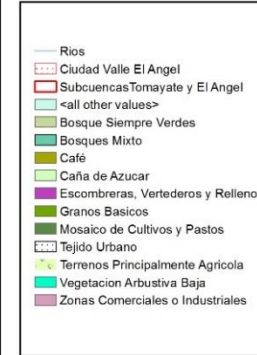 Rios
Ciudad Valle El Angel
SubcuencasTomayate y El Angel
<all other values>
Bosque Siempre Verdes
Bosques Mixto
Café
Caña de Azucar
Escombreras, Vertederos y Rellenos
Granos Basicos
Mosaico de Cultivos y Pastos
Tejido Urbano
Terrenos Principalmente Agricola
Vegetacion Arbustiva Baja
Zonas Comerciales o Industriales